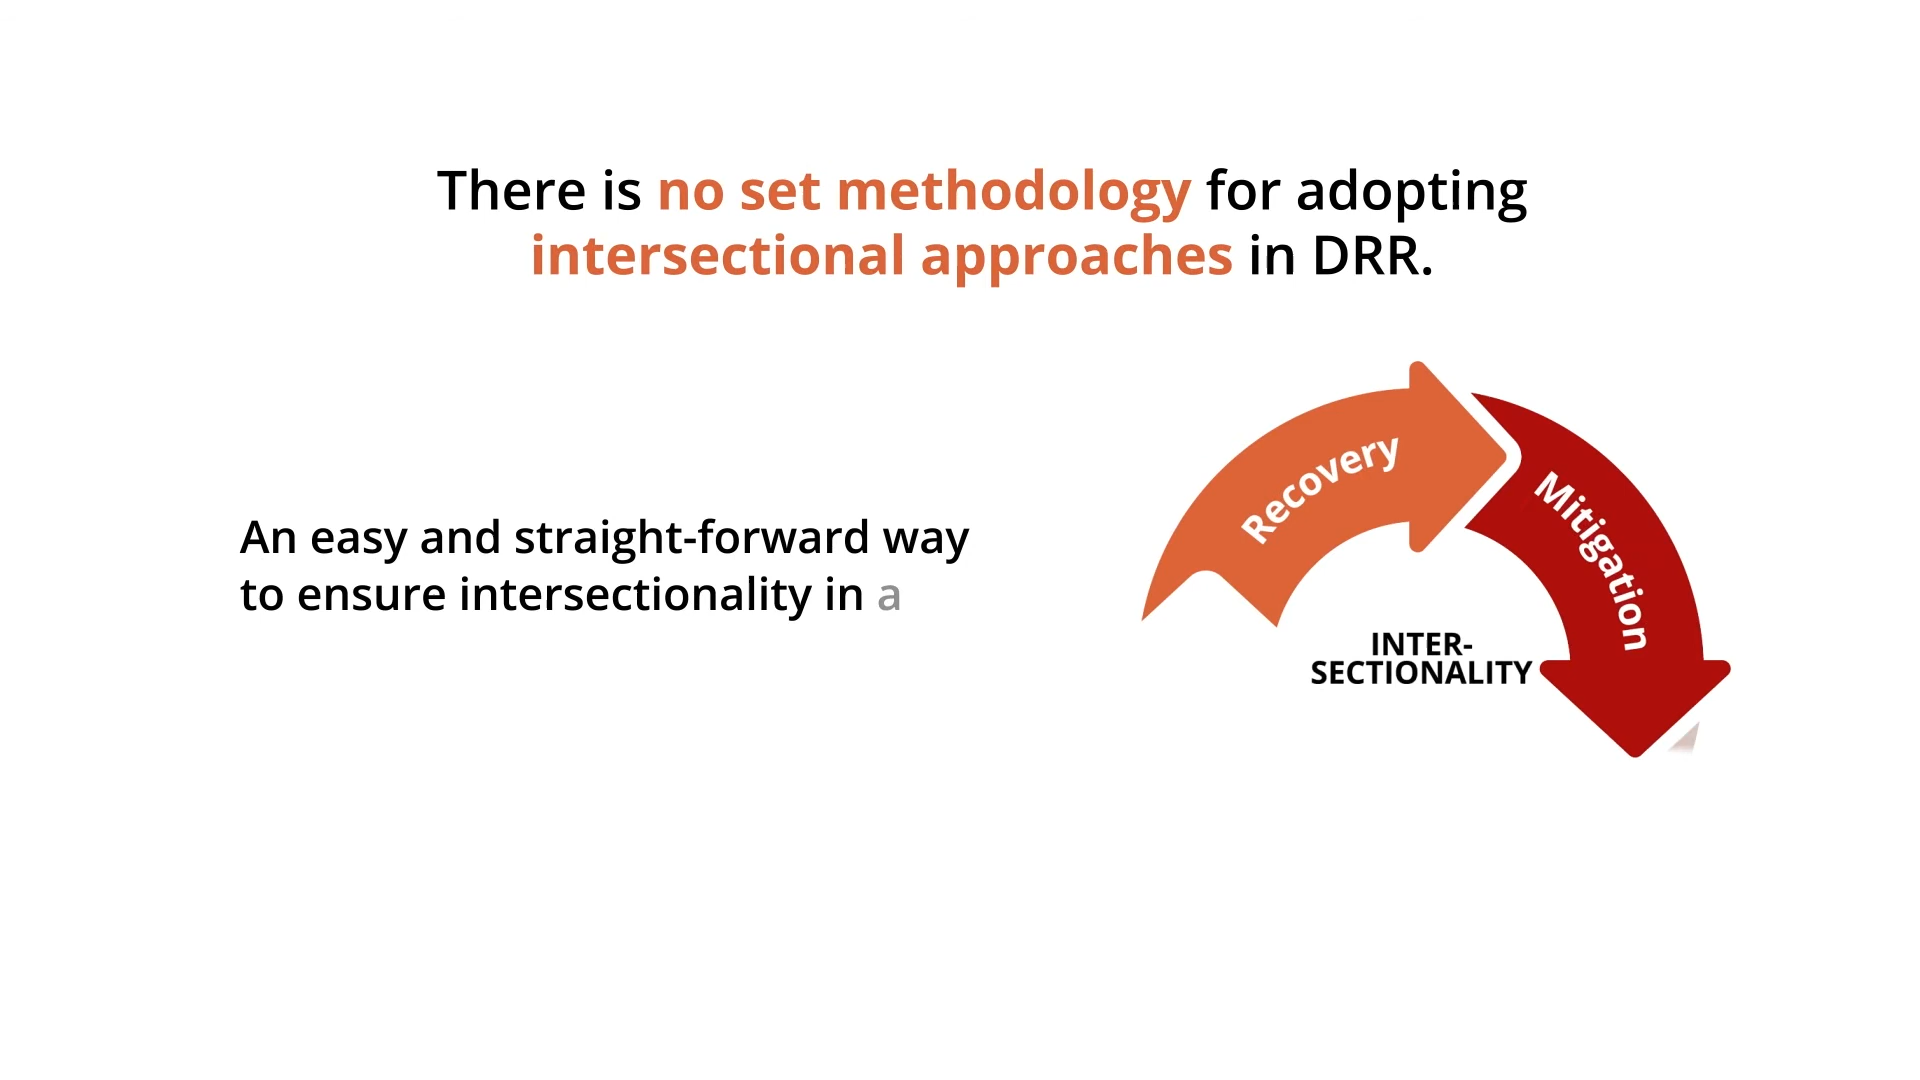 There is no set methodology for adopting
intersectional approaches in DRR.
An easy and straight-forward way
to ensure intersectionality in a
Recovery
Mitigation
INTER-
SECTIONALITY